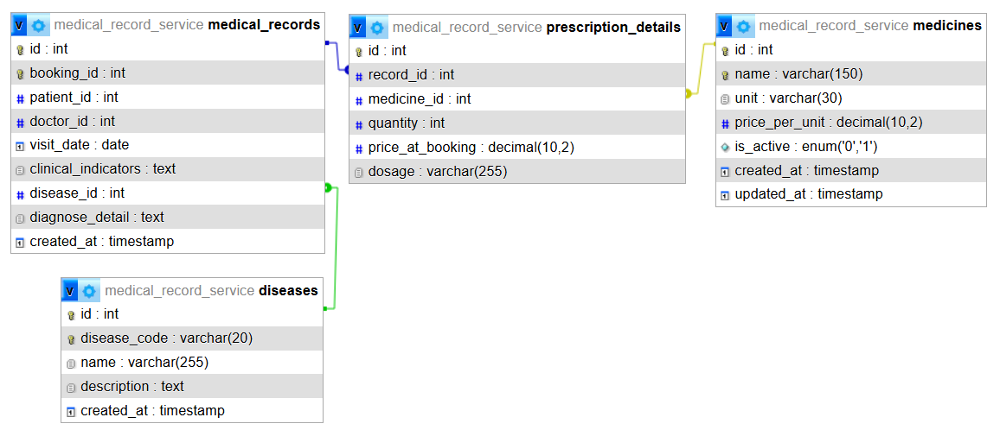 medical_record_service medical_records
id : int
booking_id : int
patient_id : int
doctor_id : int
visit_date : date
clinical_indicators : text
disease_id : int
diagnose_detail : text
created_at : timestamp
medical_record_service prescription_details
id : int
record_id : int
medicine_id : int
quantity : int
price_at_booking : decimal(10,2)
dosage : varchar(255)
medical_record_service medicines
id : int
name : varchar(150)
unit : varchar(30)
price_per_unit : decimal(10,2)
is_active : enum('0','1')
created_at : timestamp
updated_at : timestamp
medical_record_service diseases
id : int
disease_code : varchar(20)
name : varchar(255)
description : text
created_at : timestamp